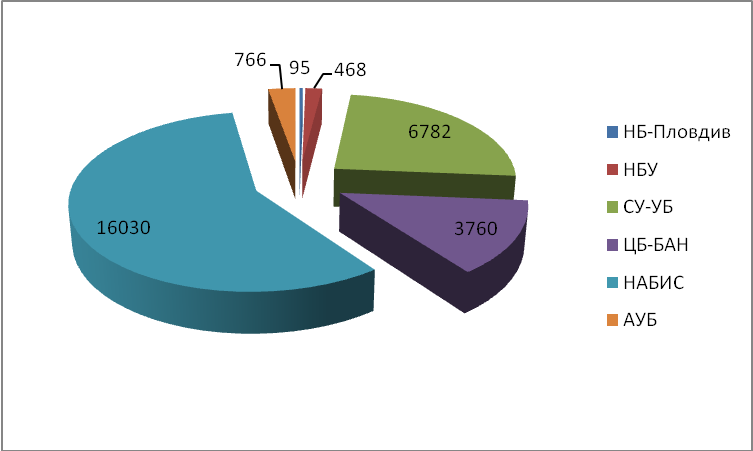 766
95
468
6782
3760
16030
НБ-Пловдив
НБУ
СУ-УБ
ЦБ-БАН
НАБИС
АУБ